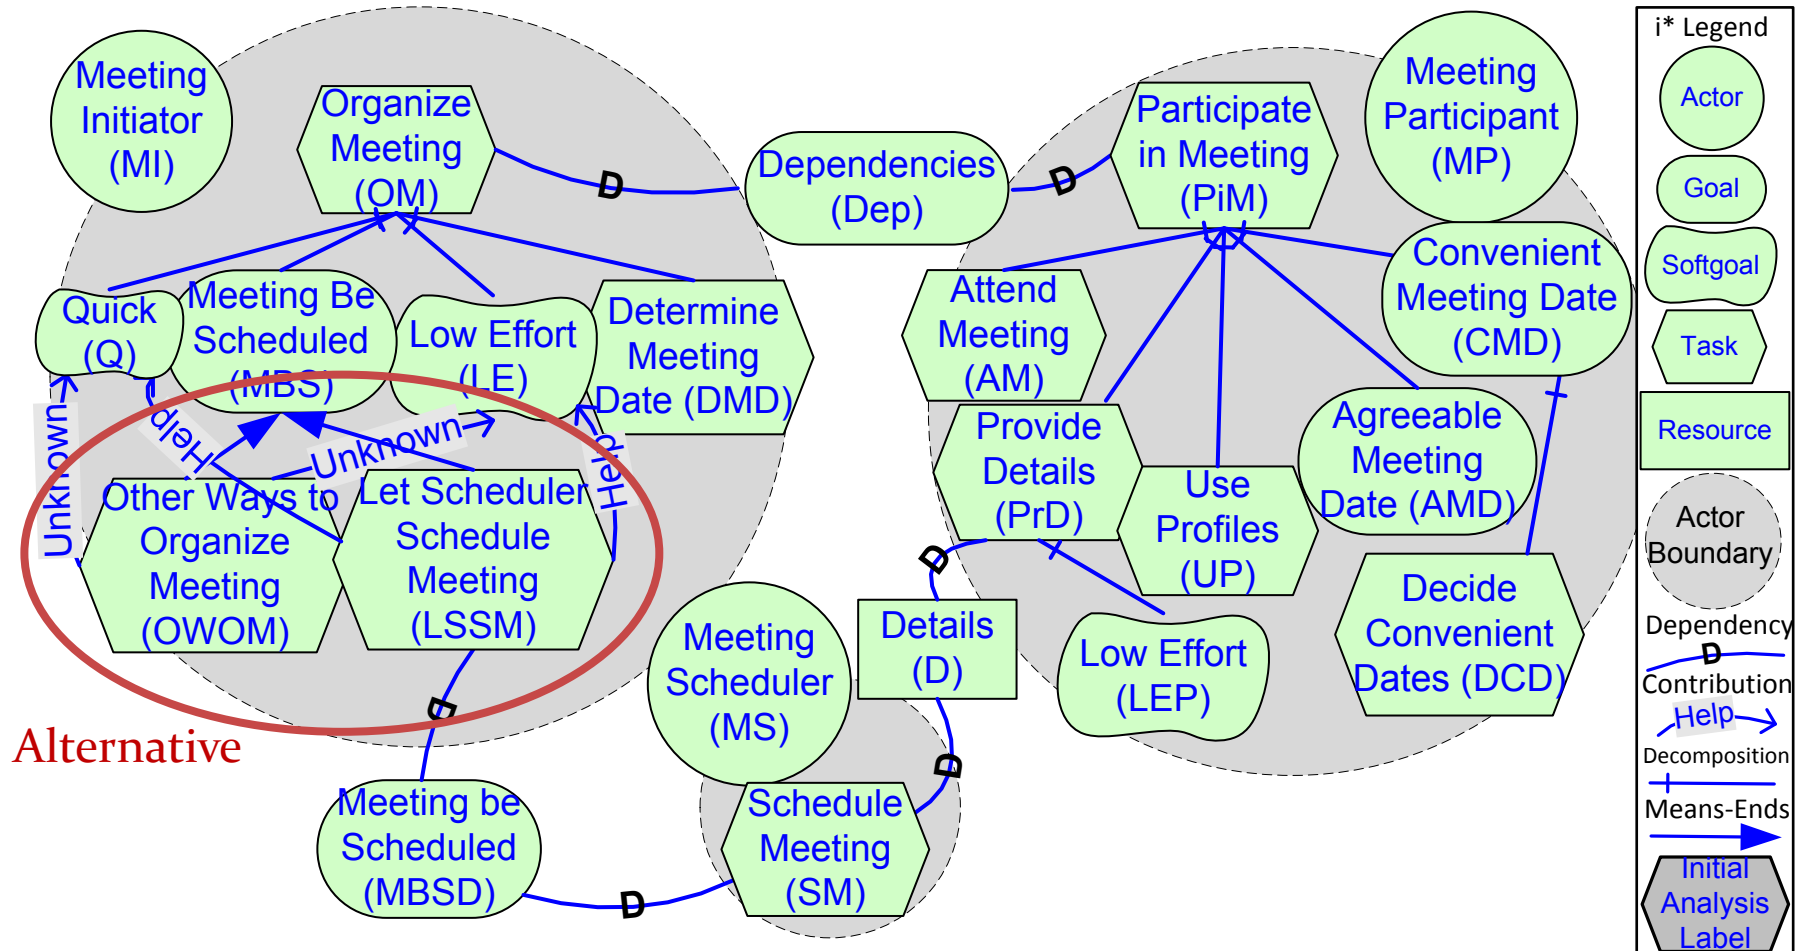 Meeting
Initiator
(MI)
Organize
Meeting
(OM)
D
Dependencies
(Dep)
D
Participate
in Meeting
(PiM)
Meeting
Participant
(MP)
Quick
(Q)
Meeting Be
Scheduled
(MBS)
Low Effort
(LE)
Determine
Meeting
Date (DMD)
Attend
Meeting
(AM)
Convenient
Meeting Date
(CMD)
Unknown
Help
Unknown
Help
Other Ways to
Organize
Meeting
(OWOM)
Let Scheduler
Schedule
Meeting
(LSSM)
Provide
Details
(PrD)
Use
Profiles
(UP)
Agreeable
Meeting
Date (AMD)
Decide
Convenient
Dates (DCD)
D
Details
(D)
Low Effort
(LEP)
Meeting
Scheduler
(MS)
D
D
Alternative
Meeting be
Scheduled
(MBSD)
D
Schedule
Meeting
(SM)
i* Legend
Actor
Goal
Softgoal
Task
Resource
Actor
Boundary
Dependency
D
Contribution
Help
Decomposition
Means-Ends
Initial
Analysis
Label